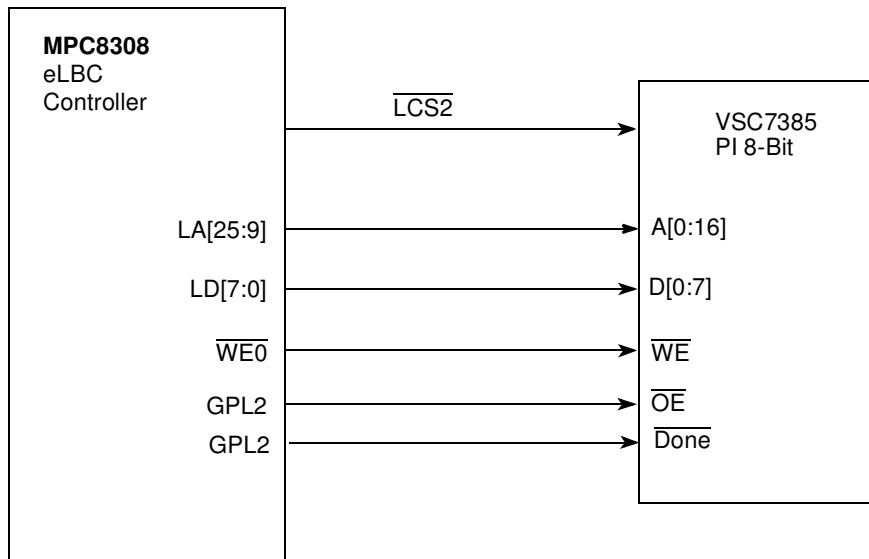 MPC8308
eLBC
Controller
LCS2
VSC7385
PI 8-Bit
LA[25:9]
A[0:16]
LD[7:0]
D[0:7]
WE0
WE
GPL2
OE
GPL2
Done